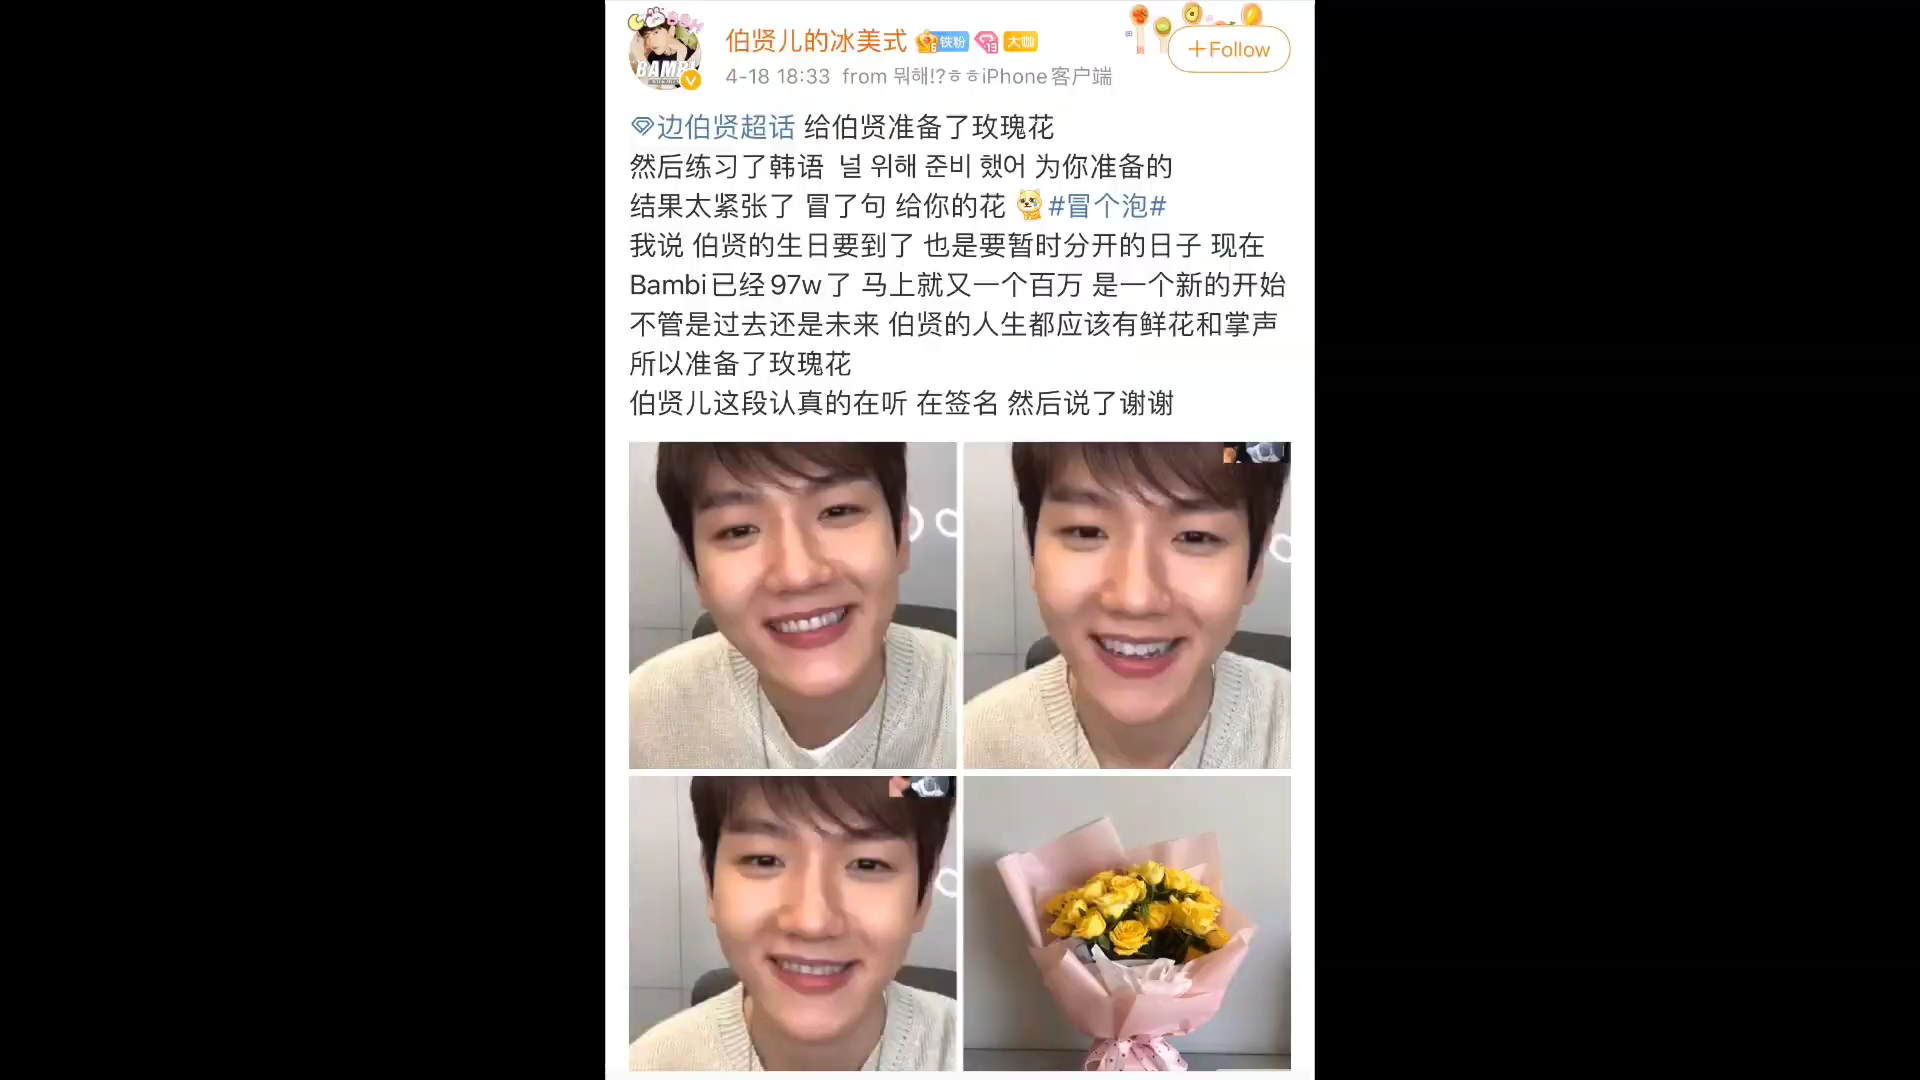 伯贤儿的冰美式 铁粉 13 大咖
4-18 18:33 from 뭐해!?ㅎㅎiPhone客户端
+Follow
BAMBI
边伯贤超话 给伯贤准备了玫瑰花
然后练习了韩语 널 위해 준비 했어 为你准备的
结果太紧张了 冒了句 给你的花 #冒个泡#
我说 伯贤的生日要到了 也是要暂时分开的日子 现在
Bambi已经97w了 马上就又一个百万 是一个新的开始
不管是过去还是未来 伯贤的人生都应该有鲜花和掌声
所以准备了玫瑰花
伯贤儿这段认真的在听 在签名 然后说了谢谢